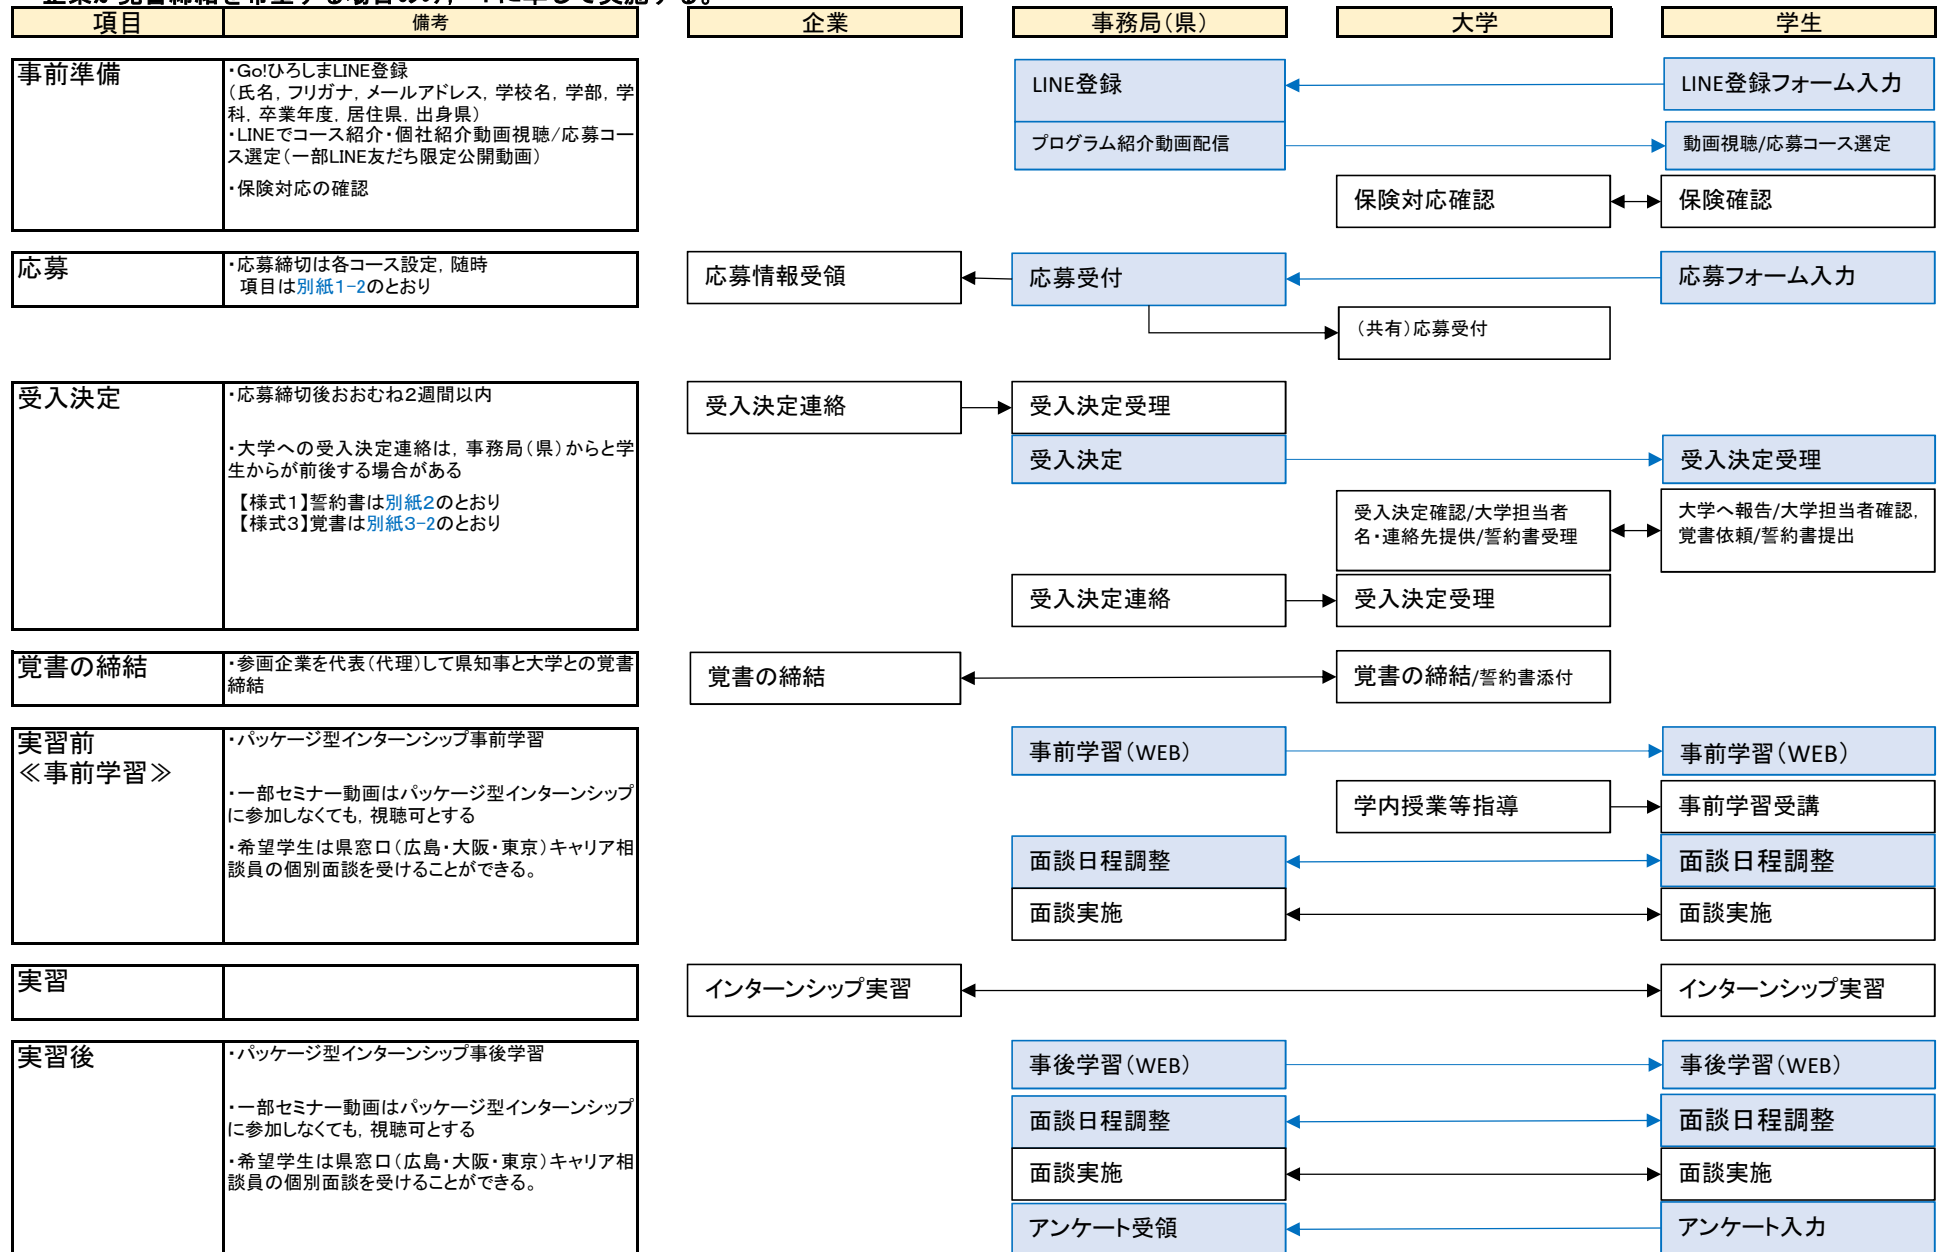 企業が覚書締結を希望する場合のみ，
に準じて実施する。
項目
備考
企業
事務局（県）
大学
学生
事前準備
・Go!ひろしまLINE登録
（氏名，フリガナ，メールアドレス，学校名，学部，学
科，卒業年度，居住県，出身県）
・LINEでコース紹介・個社紹介動画視聴/応募コー
ス選定（一部LINE友だち限定公開動画）
・保険対応の確認
LINE登録
LINE登録フォーム入力
プログラム紹介動画配信
動画視聴/応募コース選定
保険対応確認
保険確認
応募
・応募締切は各コース設定，随時
項目は別紙1-2のとおり
応募情報受領
応募受付
応募フォーム入力
（共有）応募受付
受入決定
・応募締切後おおむね２週間以内
・大学への受入決定連絡は，事務局（県）からと学
生からが前後する場合がある
【様式１】誓約書は別紙２のとおり
【様式３】覚書は別紙3-2のとおり
受入決定連絡
受入決定受理
受入決定
受入決定受理
受入決定確認/大学担当者
名・連絡先提供/誓約書受理
大学へ報告/大学担当者確認，
覚書依頼/誓約書提出
受入決定連絡
受入決定受理
覚書の締結
・参画企業を代表（代理）して県知事と大学との覚書
締結
覚書の締結
覚書の締結/誓約書添付
実習前
≪事前学習≫
・パッケージ型インターンシップ事前学習
・一部セミナー動画はパッケージ型インターンシップ
に参加しなくても，視聴可とする
・希望学生は県窓口（広島・大阪・東京）キャリア相
談員の個別面談を受けることができる。
事前学習（WEB）
事前学習（WEB）
学内授業等指導
事前学習受講
面談日程調整
面談日程調整
面談実施
面談実施
実習
インターンシップ実習
インターンシップ実習
実習後
・パッケージ型インターンシップ事後学習
・一部セミナー動画はパッケージ型インターンシップ
に参加しなくても，視聴可とする
・希望学生は県窓口（広島・大阪・東京）キャリア相
談員の個別面談を受けることができる。
事後学習（WEB）
事後学習（WEB）
面談日程調整
面談日程調整
面談実施
面談実施
アンケート受領
アンケート入力